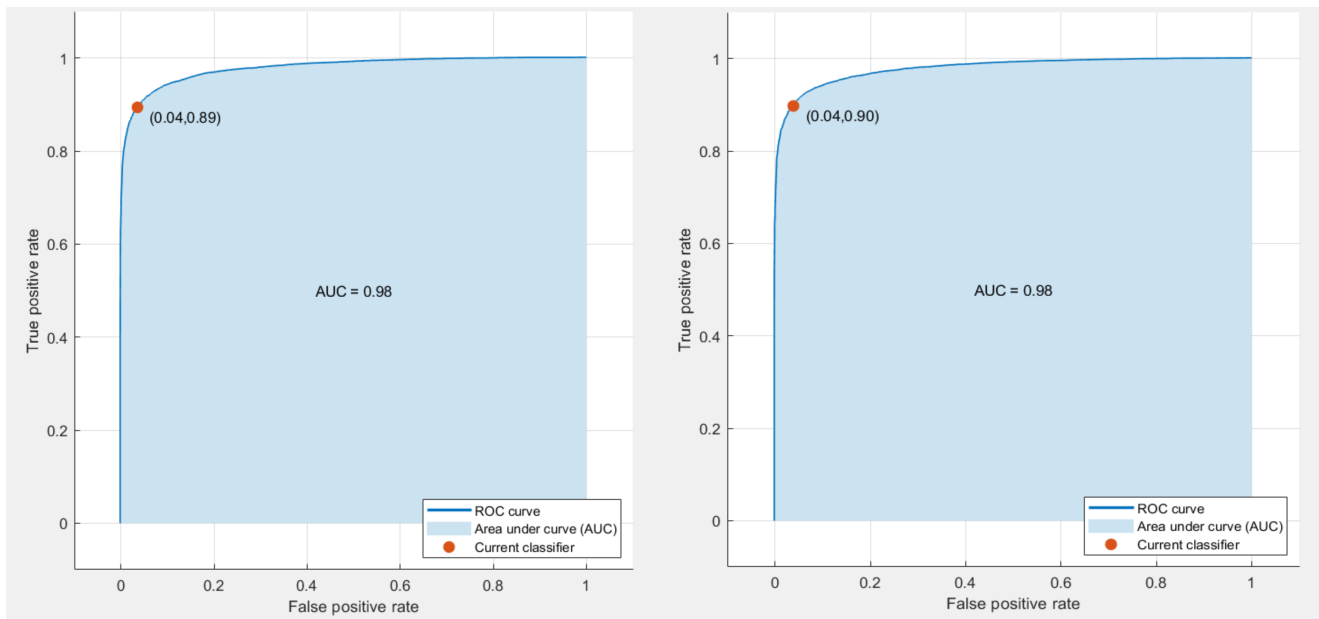 1
0.8
0.6
0.4
0.2
0
True positive rate
(0.04,0.89)
AUC = 0.98
ROC curve
Area under curve (AUC)
Current classifier
0 0.2 0.4 0.6 0.8 1
False positive rate
1
0.8
0.6
0.4
0.2
0
True positive rate
(0.04,0.90)
AUC = 0.98
ROC curve
Area under curve (AUC)
Current classifier
0 0.2 0.4 0.6 0.8 1
False positive rate